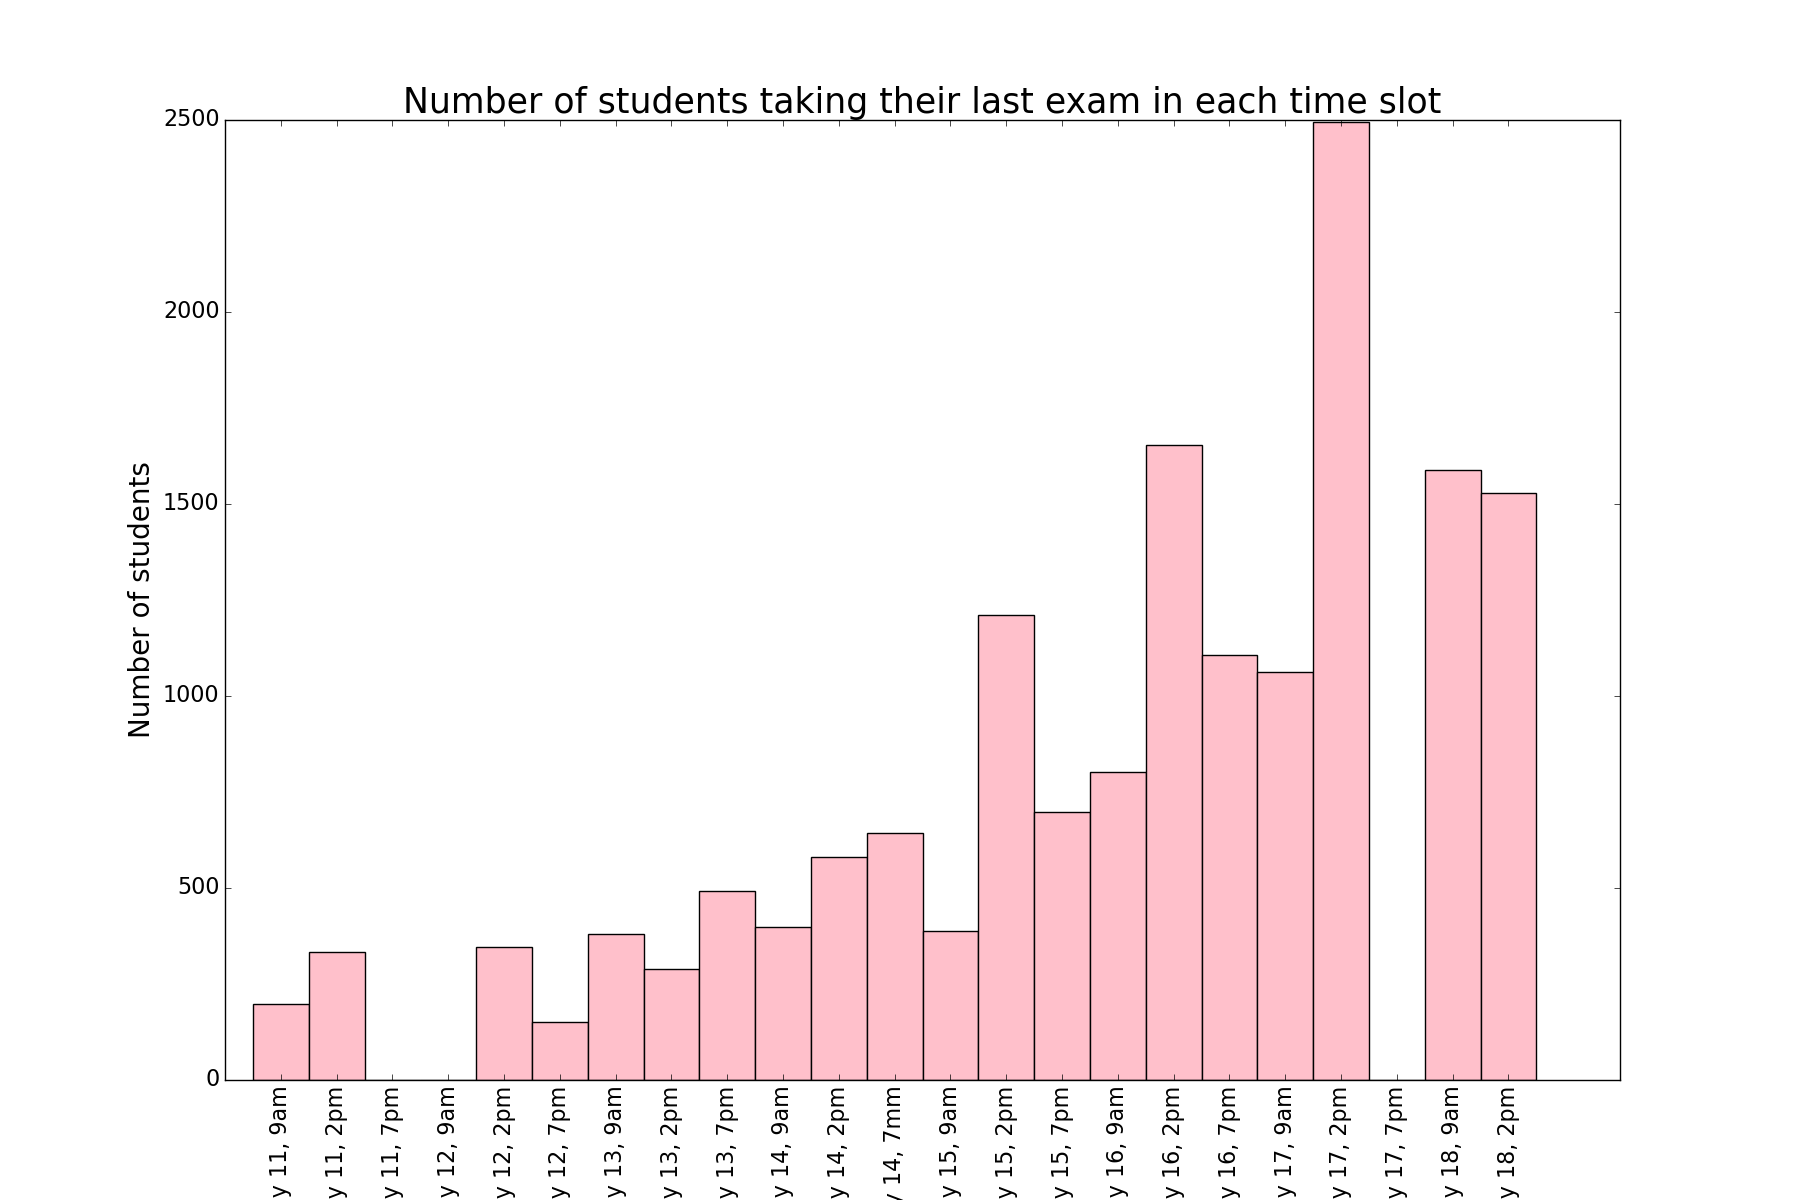 Number of students taking their last exam in each time slot
Number of students
2500
2000
1500
1000
500
0
y 11, 9am
y 11, 2pm
y 11, 7pm
y 12, 9am
y 12, 2pm
y 12, 7pm
y 13, 9am
y 13, 2pm
y 13, 7pm
y 14, 9am
y 14, 2pm
y 14, 7mm
y 15, 9am
y 15, 2pm
y 15, 7pm
y 16, 9am
y 16, 2pm
y 16, 7pm
y 17, 9am
y 17, 2pm
y 17, 7pm
y 18, 9am
y 18, 2pm